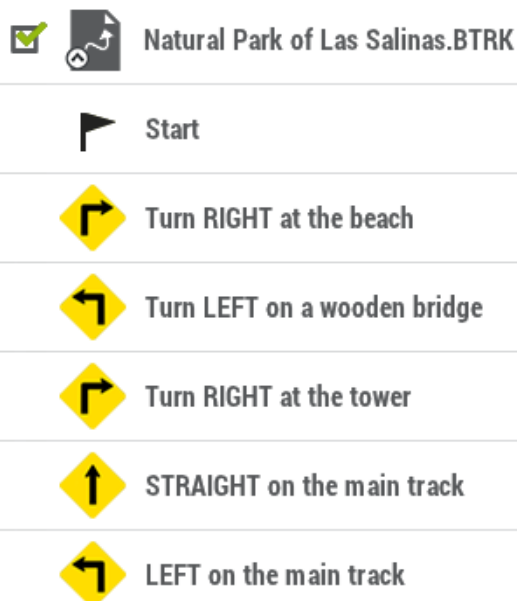 Natural Park of Las Salinas.BTRK
Start
Turn RIGHT at the beach
Turn LEFT on a wooden bridge
Turn RIGHT at the tower
STRAIGHT on the main track
LEFT on the main track